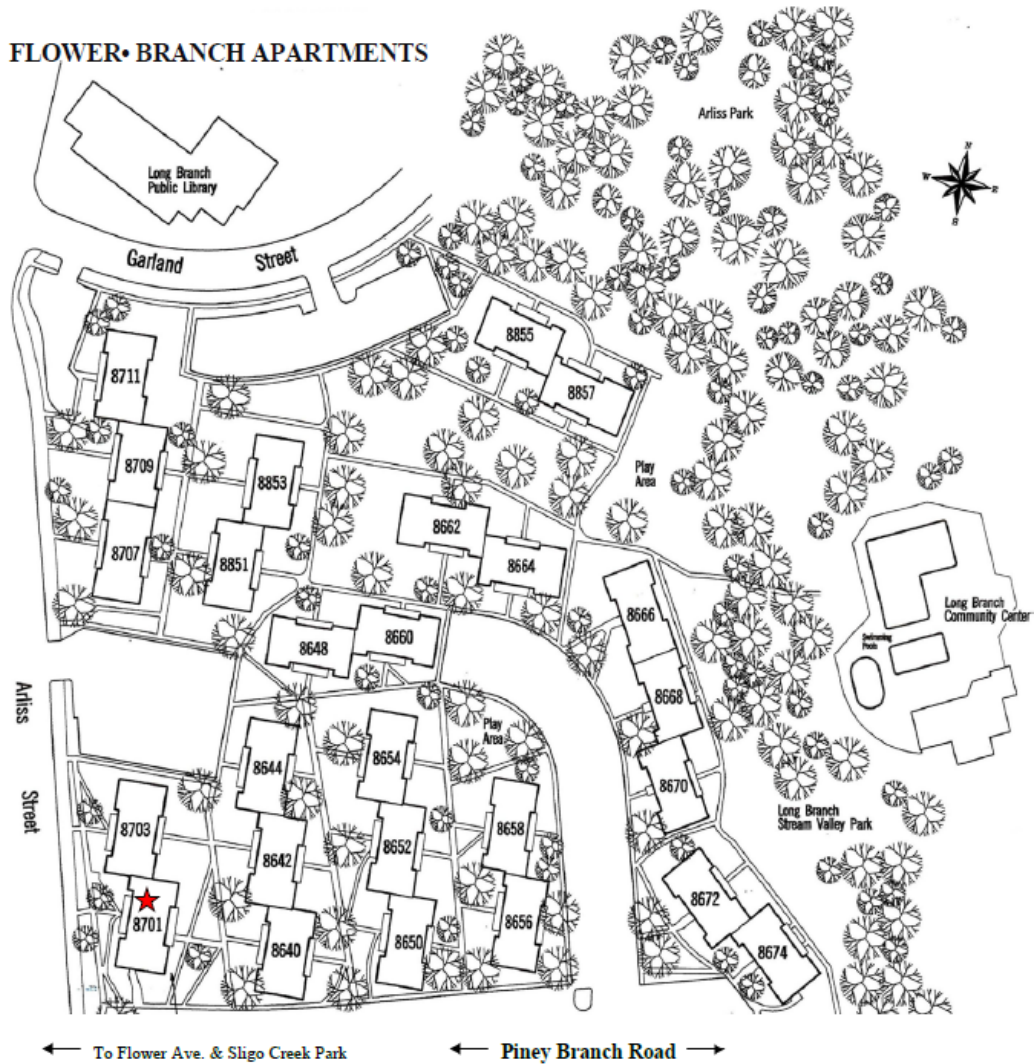 FLOWER• BRANCH APARTMENTS
Arliss Park
Long Branch
Public Library
N
W
E
S
Garland Street
8855
8711
8857
8709
8853
Play
Area
8662
8707
8851
8664
8666
Long Branch
Community Center
8660
8648
Swimming
Pools
8668
Arliss
Play
Area
8654
8644
8670
Street
Long Branch
Stream Valley Park
8703
8658
8652
8642
8672
8701
8656
8650
8640
8674
To Flower Ave. & Sligo Creek Park
Piney Branch Road